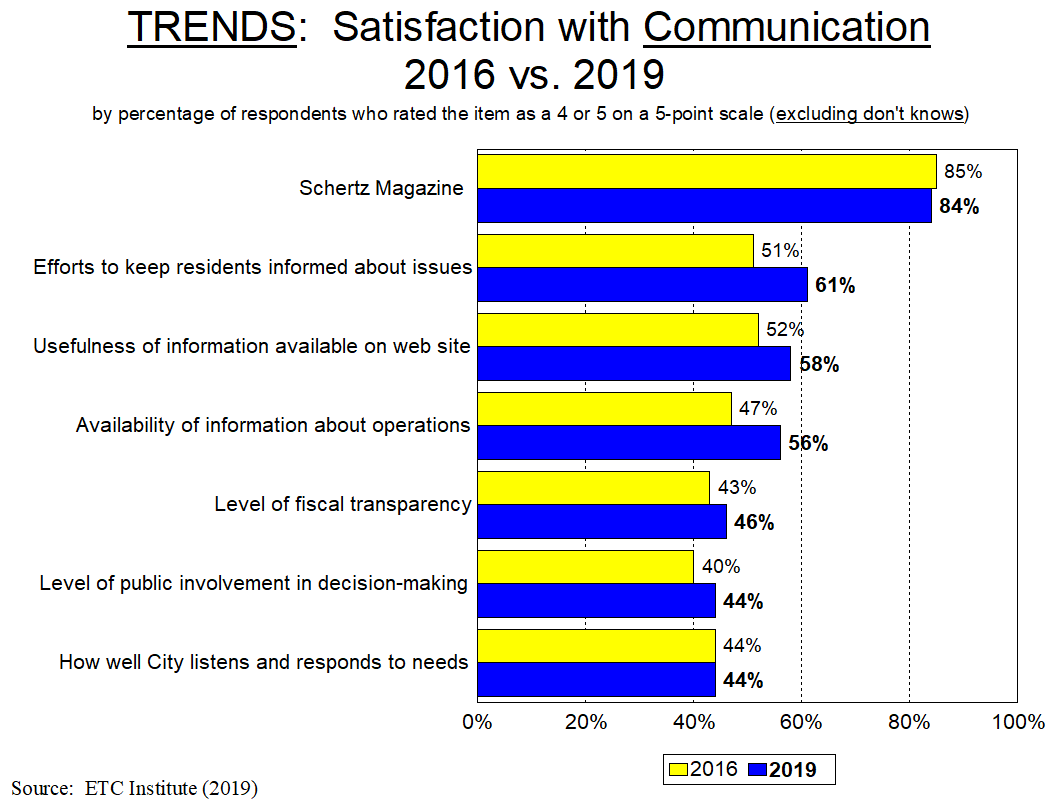 TRENDS:  Satisfaction with Communication
2016 vs. 2019
by percentage of respondents who rated the item as a 4 or 5 on a 5-point scale (excluding don't knows)
Schertz Magazine
85%
84%
Efforts to keep residents informed about issues
51%
61%
Usefulness of information available on web site
52%
58%
Availability of information about operations
47%
56%
Level of fiscal transparency
43%
46%
Level of public involvement in decision-making
40%
44%
How well City listens and responds to needs
44%
44%
0% 20% 40% 60% 80% 100%
2016 2019
Source:  ETC Institute (2019)